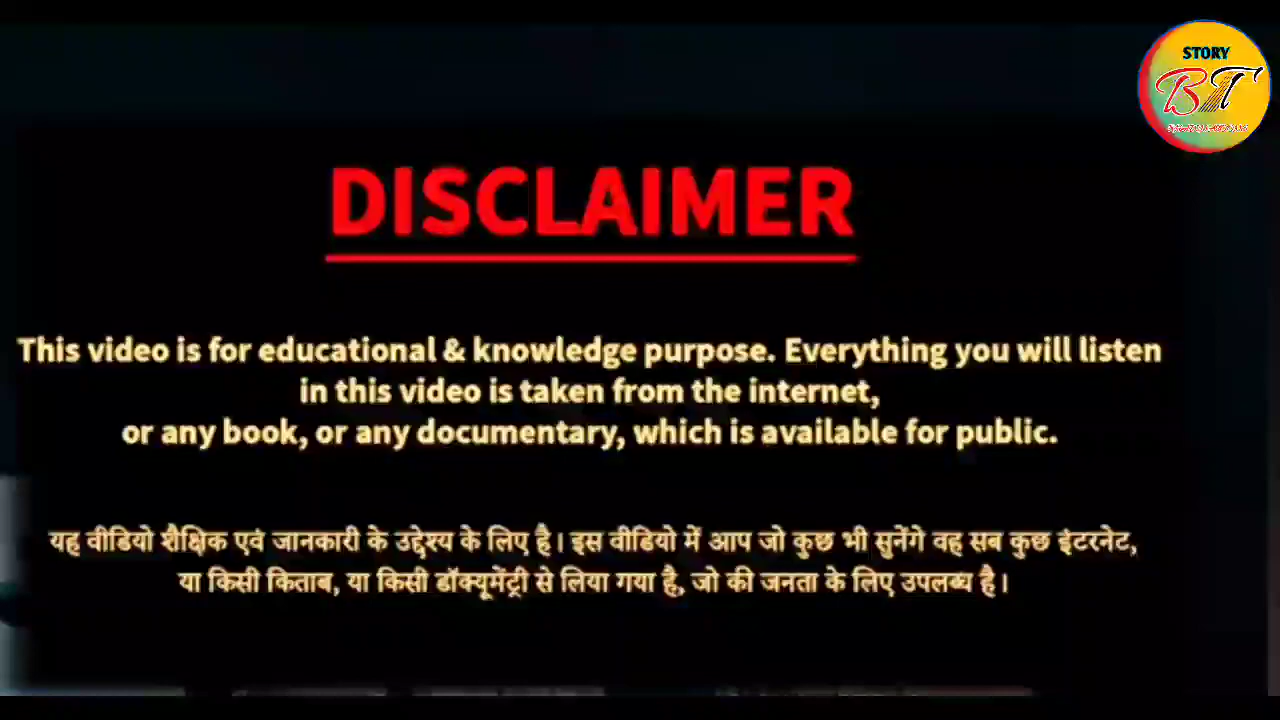 STORY
BT
DISCLAIMER
This video is for educational & knowledge purpose. Everything you will listen
in this video is taken from the internet,
or any book, or any documentary, which is available for public.
यह वीडियो शैक्षिक एवं जानकारी के उद्देश्य के लिए है। इस वीडियो में आप जो कुछ भी सुनेंगे वह सब कुछ इंटरनेट,
या किसी किताब, या किसी डॉक्यूमेंट्री से लिया गया है, जो की जनता के लिए उपलब्ध है।